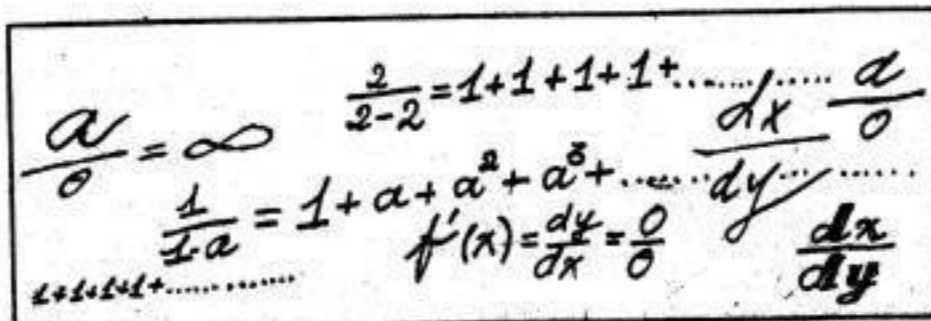 2/(2-2) = 1+1+1+1+........... a/0
a/0 = ∞
dx/dy
1/(1-a) = 1+a+a²+a³+...............
f'(x) = dy/dx = 0/0
dx/dy
1+1+1+1+............